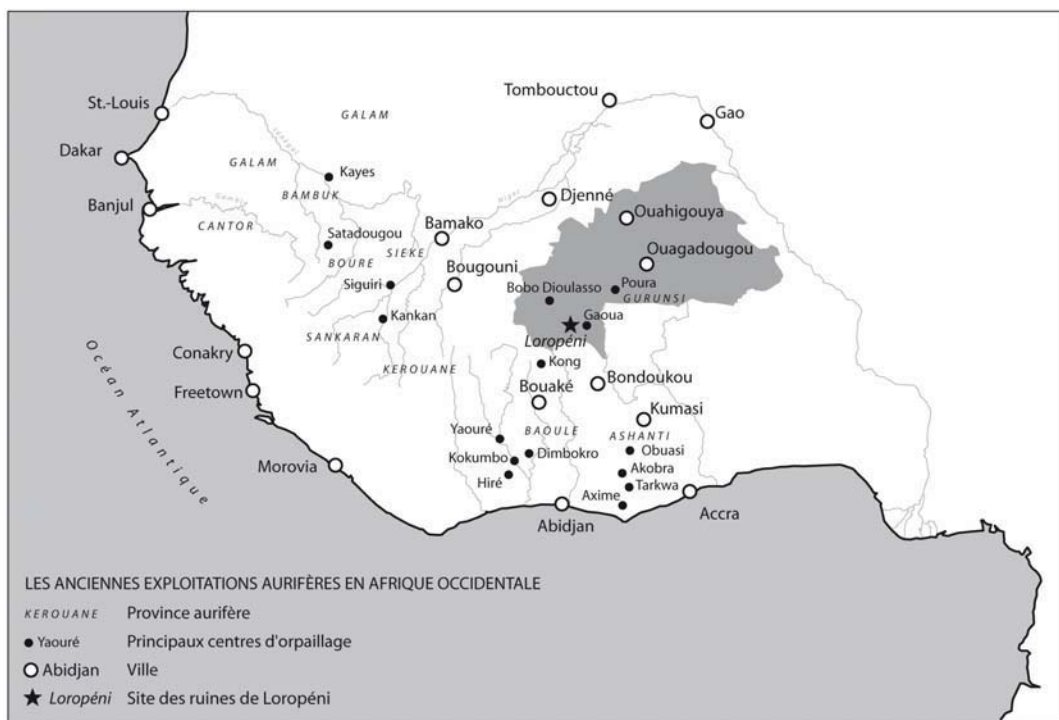 Tombouctou
St.-Louis
GALAM
Gao
Sénégal
Dakar
GALAM
Kayes
BAMBUK
Djenné
Niger
Banjul
Gambie
Ouahigouya
CANTOR
Bamako
Satadougou
SIEKE
Ouagadougou
BOURE
Bougouni
Siguiri
Bobo Dioulasso
Poura
GURUNSI
Kankan
Gaoua
SANKARAN
Loropéni
Océan Atlantique
Conakry
KEROUANE
Kong
Bondoukou
Freetown
Bouaké
Kumasi
Yaouré
BAOULE
ASHANTI
Obuasi
Kokumbo
Dimbokro
Morovia
Akobra
Hiré
Tarkwa
Axime
Abidjan
Accra
LES ANCIENNES EXPLOITATIONS AURIFÈRES EN AFRIQUE OCCIDENTALE
KEROUANE Province aurifère
Yaouré Principaux centres d'orpaillage
Abidjan Ville
Loropéni Site des ruines de Loropéni